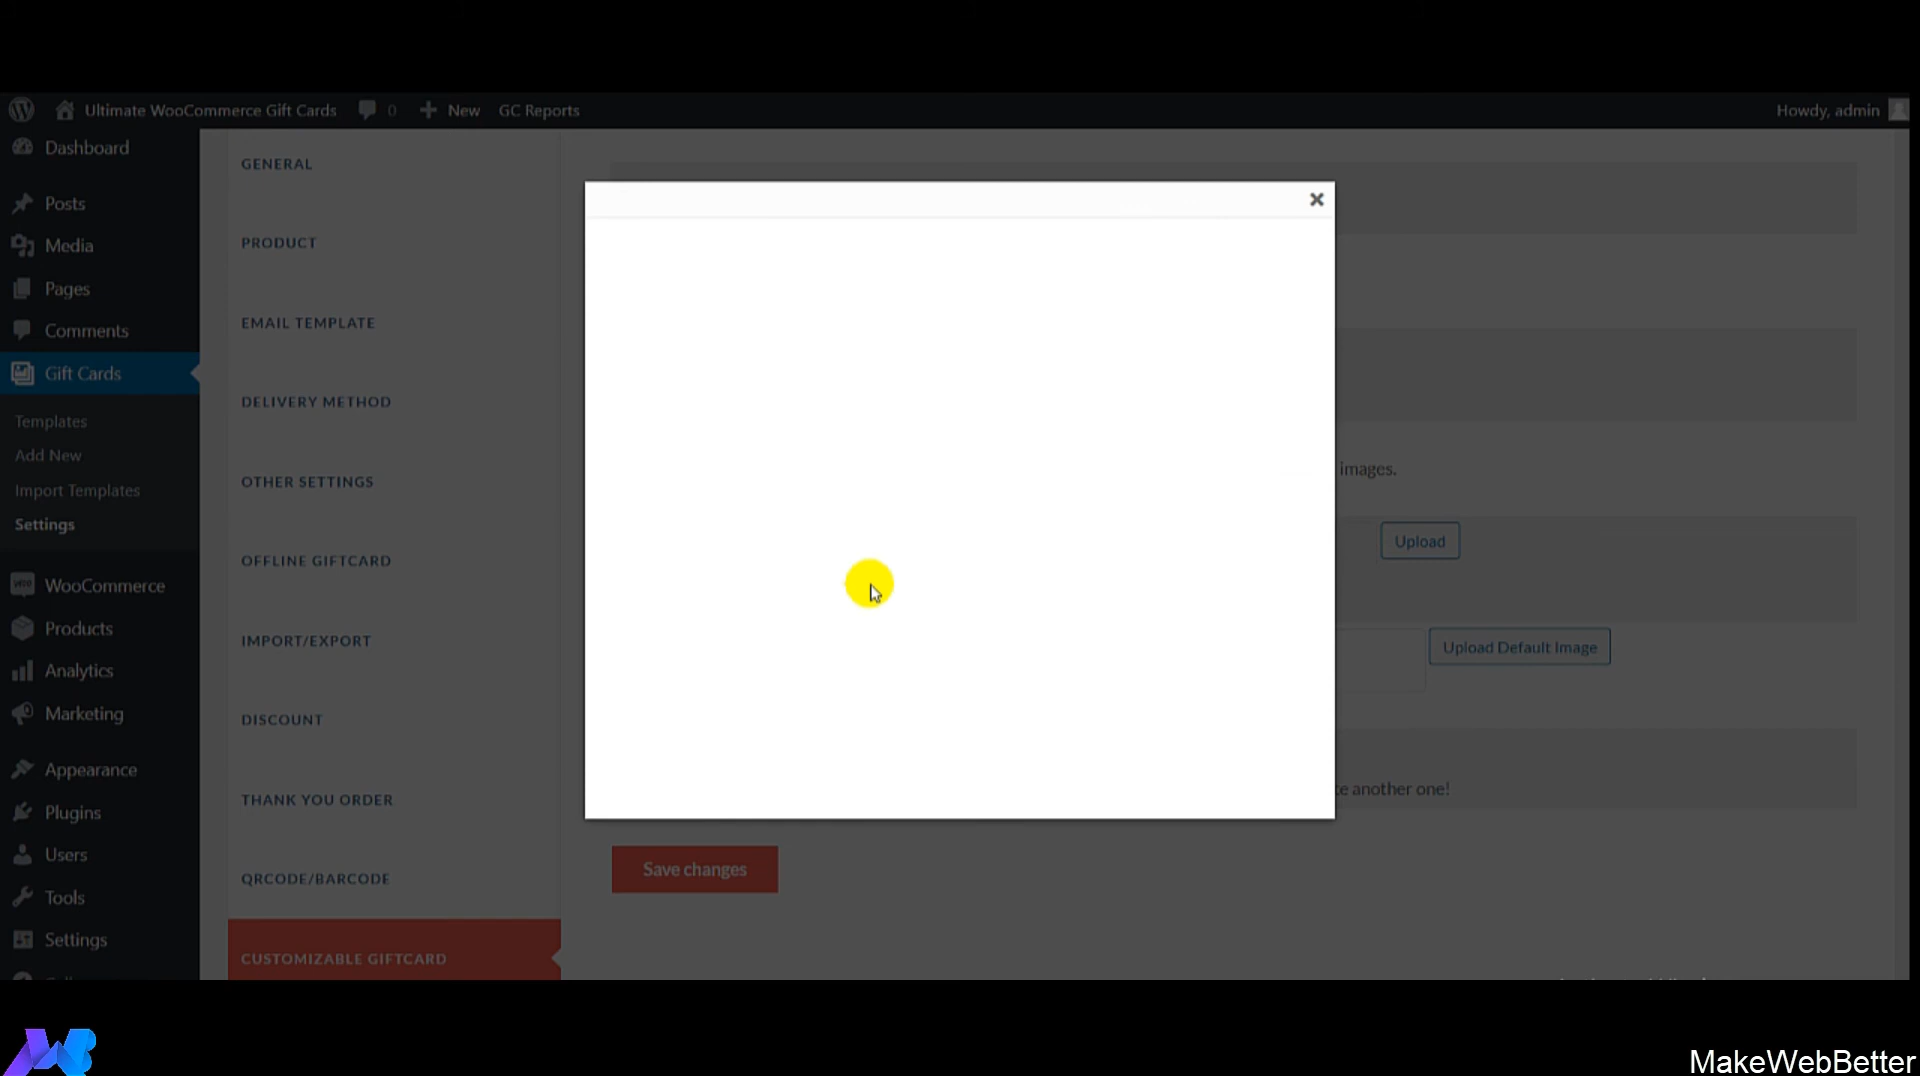 Ultimate WooCommerce Gift Cards 0 New GC Reports Howdy, admin
Dashboard
Posts
Media
Pages
Comments
Gift Cards
Templates
Add New
Import Templates
Settings
WooCommerce
Products
Analytics
Marketing
Appearance
Plugins
Users
Tools
Settings
GENERAL
PRODUCT
EMAIL TEMPLATE
DELIVERY METHOD
OTHER SETTINGS
OFFLINE GIFTCARD
IMPORT/EXPORT
DISCOUNT
THANK YOU ORDER
QRCODE/BARCODE
CUSTOMIZABLE GIFTCARD
images.
Upload
Upload Default Image
another one!
Save changes
MakeWebBetter